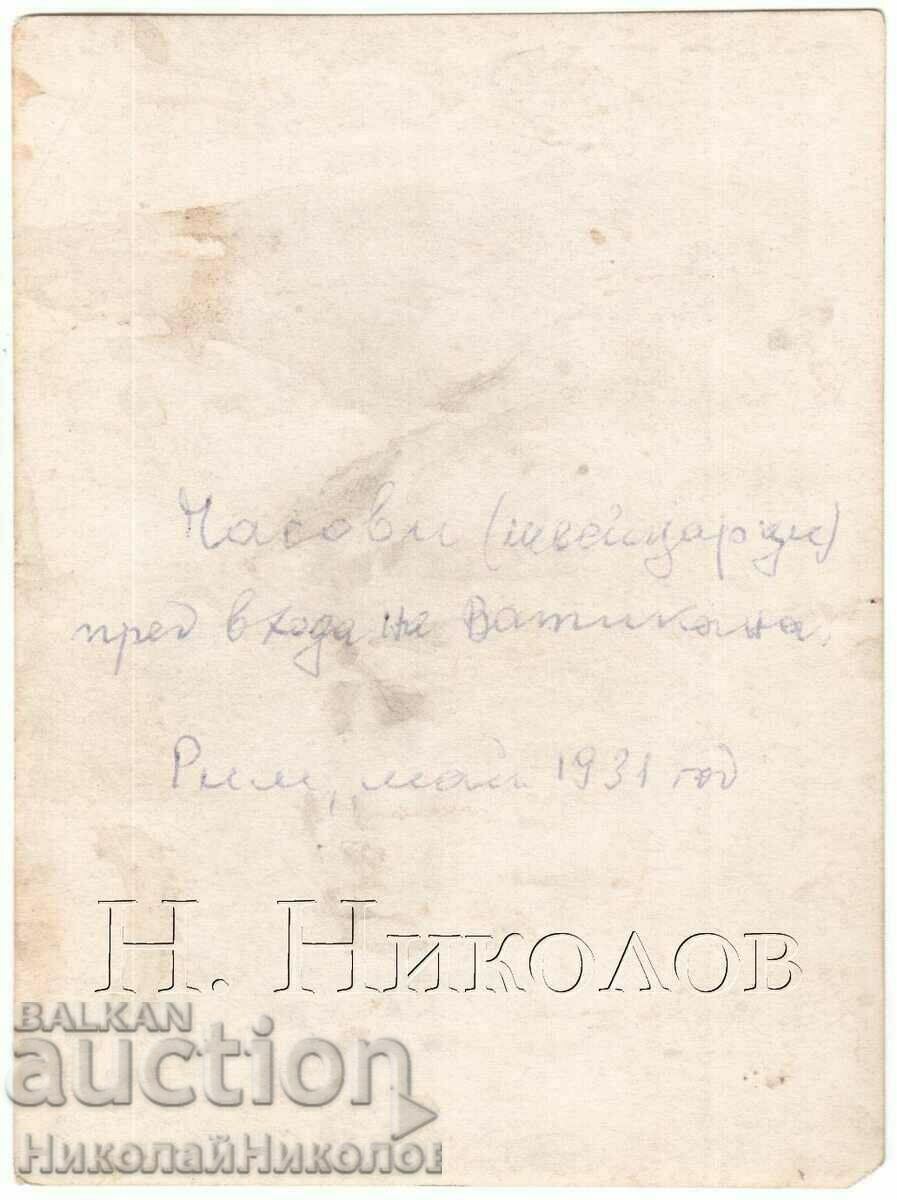 Часови (швейцарци)
пред входа на Ватикана.
Рим, май 1931 год
Н. Николов
BALKAN
auction
НиколайНиколов